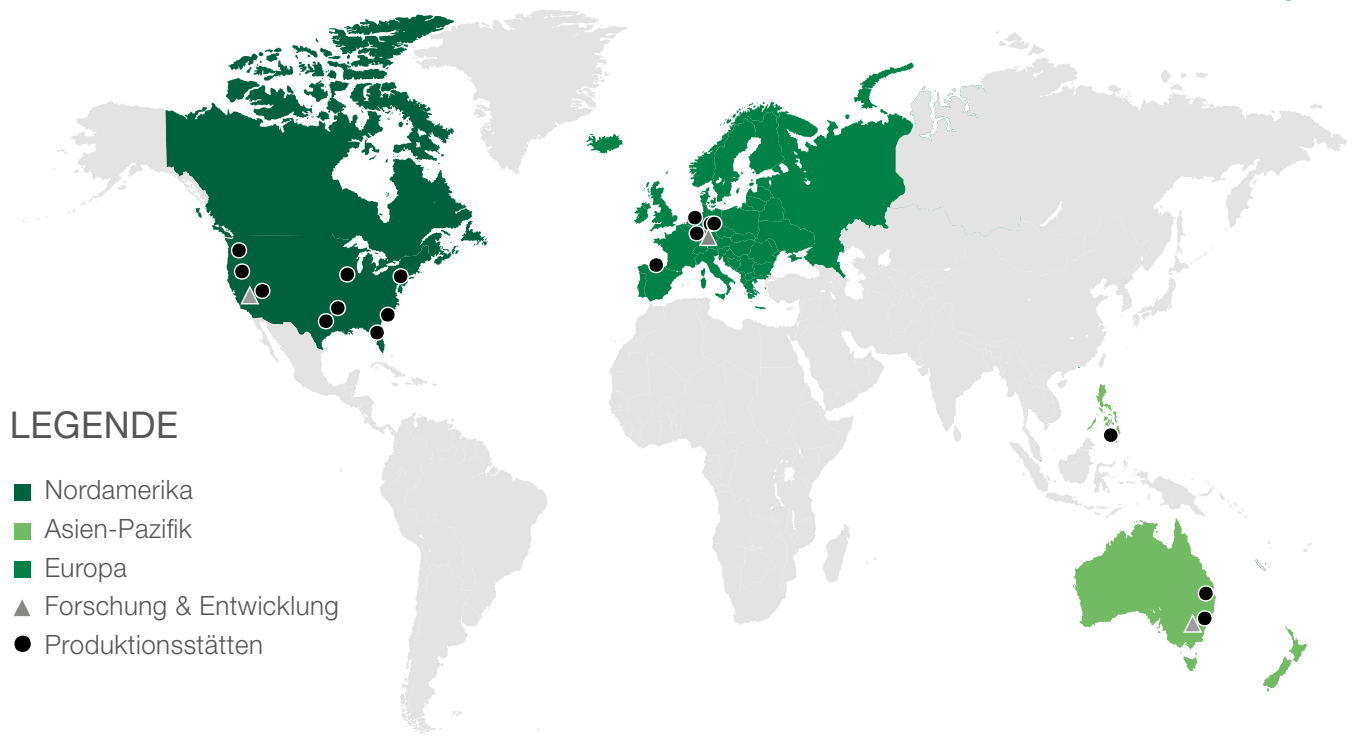 LEGENDE
Nordamerika
Asien-Pazifik
Europa
Forschung & Entwicklung
Produktionsstätten